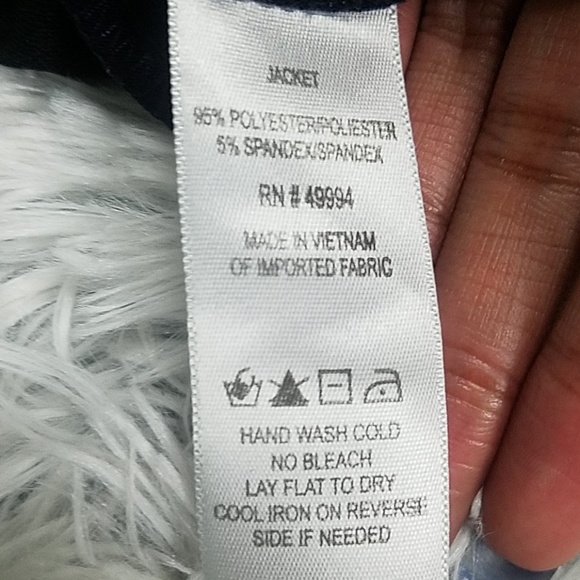 JACKET
95% POLYESTER/POLIESTER
5% SPANDEX/SPANDEX
RN # 49994
MADE IN VIETNAM
OF IMPORTED FABRIC
HAND WASH COLD
NO BLEACH
LAY FLAT TO DRY
COOL IRON ON REVERSE
SIDE IF NEEDED